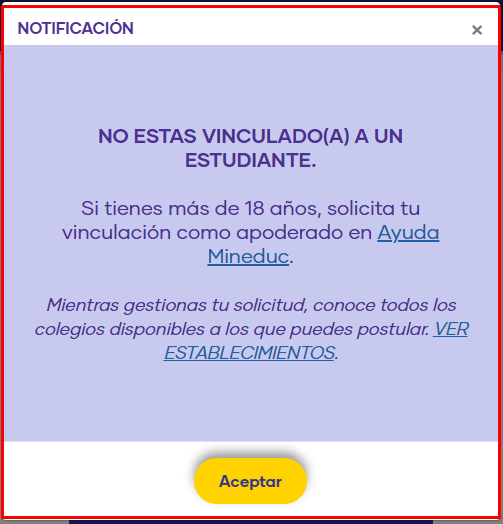 NOTIFICACIÓN ×
NO ESTAS VINCULADO(A) A UN
ESTUDIANTE.
Si tienes más de 18 años, solicita tu
vinculación como apoderado en Ayuda
Mineduc.
Mientras gestionas tu solicitud, conoce todos los
colegios disponibles a los que puedes postular. VER
ESTABLECIMIENTOS.
Aceptar